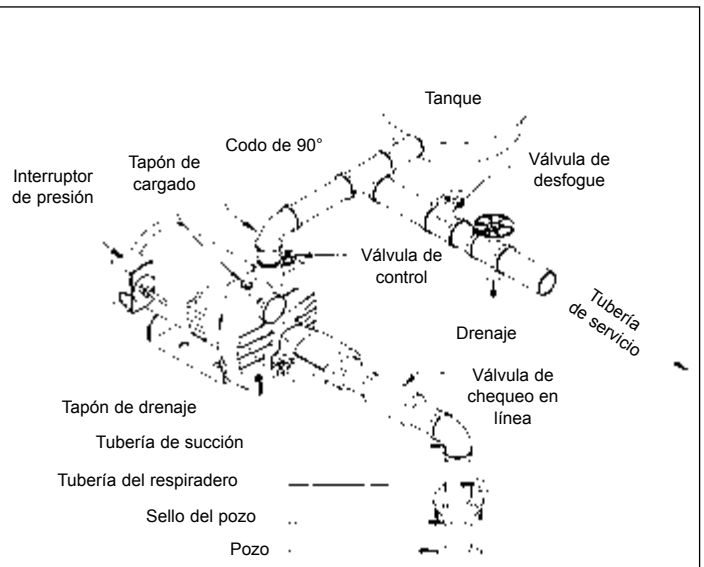 Tanque
Codo de 90°
Tapón de
cargado
Interruptor
de presión
Válvula de
desfogue
Válvula de
control
Tubería
de servicio
Drenaje
Válvula de
chequeo en
línea
Tapón de drenaje
Tubería de succión
Tubería del respiradero
Sello del pozo
Pozo